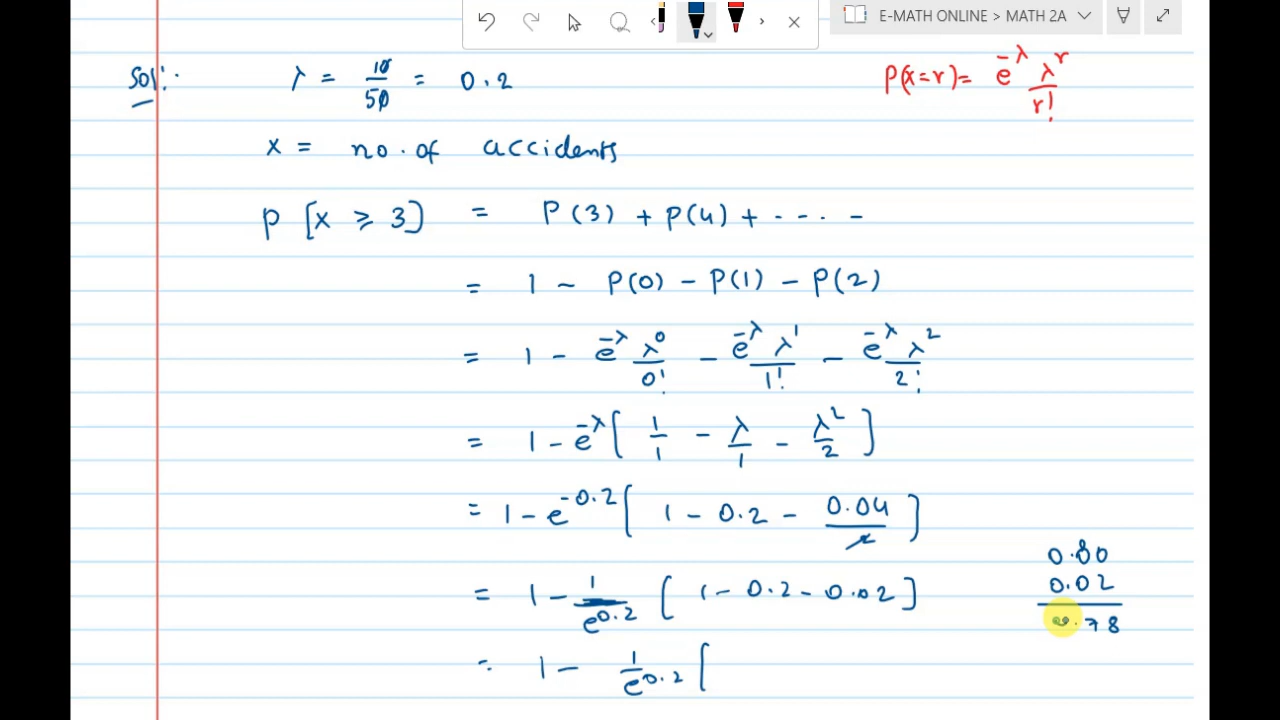 E-MATH ONLINE > MATH 2A
Sol:
λ = 10/50 = 0.2
P(x=r)= e^-λ λ^r / r!
x = no. of accidents
P [x ≥ 3] = P(3) + P(4) + - - - -
= 1 - P(0) - P(1) - P(2)
= 1 - e^-λ λ^0/0! - e^-λ λ^1/1! - e^-λ λ^2/2!
= 1 - e^-λ [ 1/1 - λ/1 - λ^2/2 ]
= 1 - e^-0.2 [ 1 - 0.2 - 0.04/2 ]
= 1 - 1/e^0.2 [ 1 - 0.2 - 0.02 ]
0.80
0.02
0.78
= 1 - 1/e^0.2 [